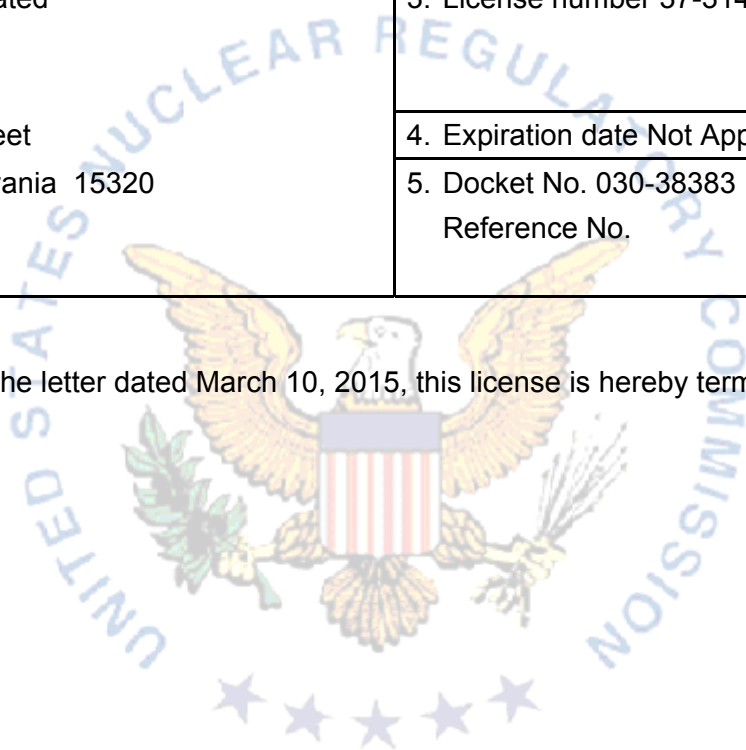 3. License number 37-314
eet
4. Expiration date Not App
ania 15320
5. Docket No. 030-38383
Reference No.
he letter dated March 10, 2015, this license is hereby term
UNITED STATES NUCLEAR REGULATORY COMMISSION